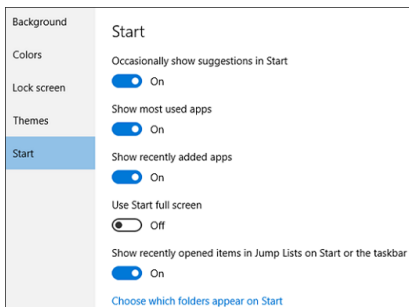 Background
Colors
Lock screen
Themes
Start
Start
Occasionally show suggestions in Start
On
Show most used apps
On
Show recently added apps
On
Use Start full screen
Off
Show recently opened items in Jump Lists on Start or the taskbar
On
Choose which folders appear on Start